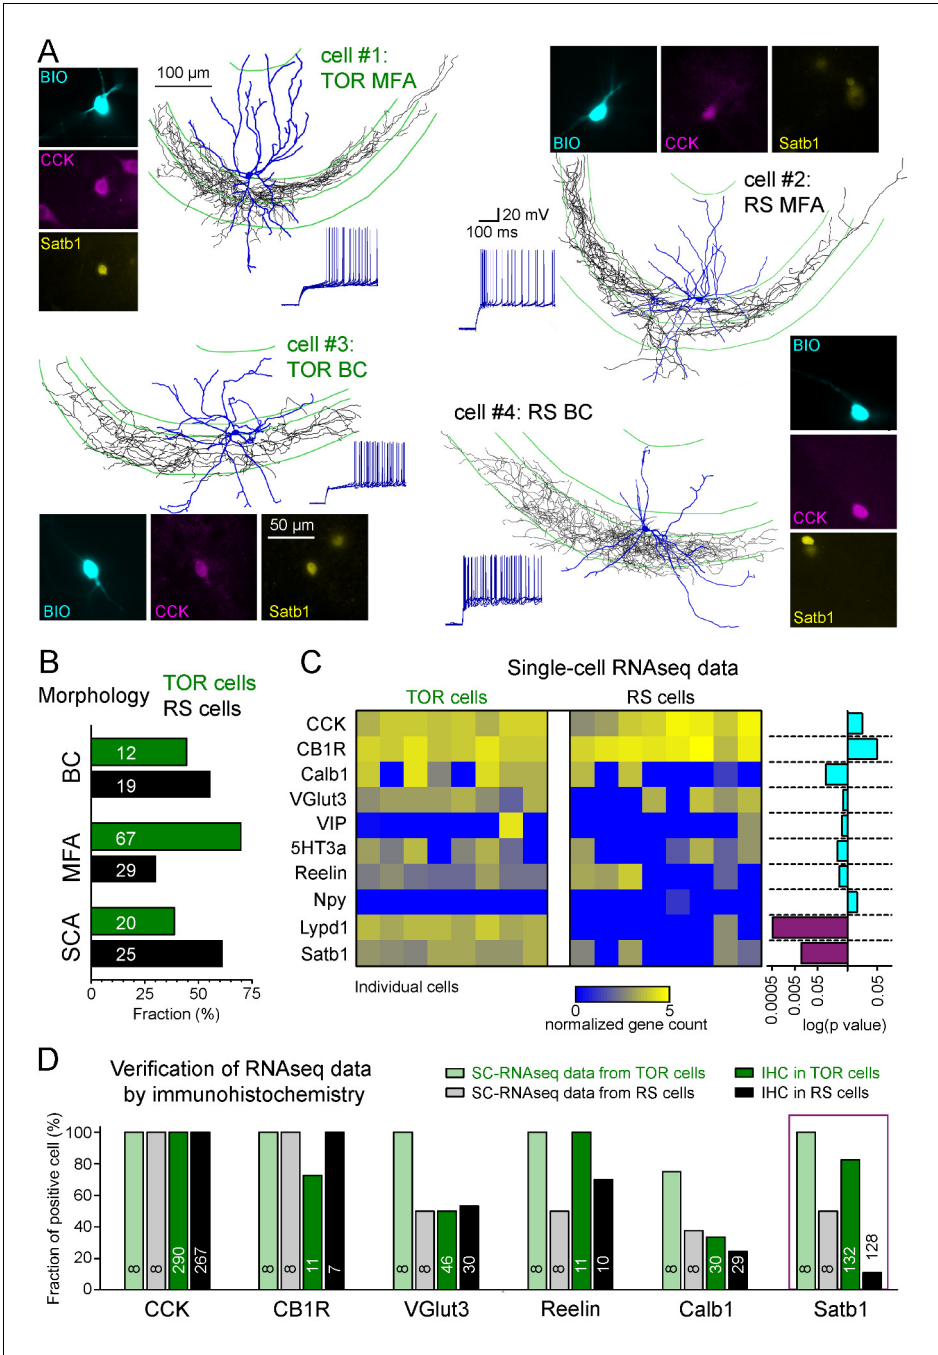 A
cell #1:
TOR MFA
100 µm
BIO
CCK
Satb1
BIO
CCK
Satb1
cell #2:
RS MFA
20 mV
100 ms
cell #3:
TOR BC
BIO
cell #4: RS BC
CCK
50 µm
BIO
CCK
Satb1
Satb1
B
Morphology
TOR cells
RS cells
BC
12
19
MFA
67
29
SCA
20
25
0
25
50
75
Fraction (%)
C
Single-cell RNAseq data
TOR cells
RS cells
CCK
CB1R
Calb1
VGlut3
VIP
5HT3a
Reelin
Npy
Lypd1
Satb1
Individual cells
0
5
normalized gene count
0.0005
0.005
0.05
0.05
log(p value)
D
Verification of RNAseq data
by immunohistochemistry
SC-RNAseq data from TOR cells
IHC in TOR cells
SC-RNAseq data from RS cells
IHC in RS cells
Fraction of positive cell (%)
100
80
60
40
20
0
8 8 290 267
8 8 11 7
8 8 46 30
8 8 11 10
8 8 30 29
8 8 132 128
CCK CB1R VGlut3 Reelin Calb1 Satb1